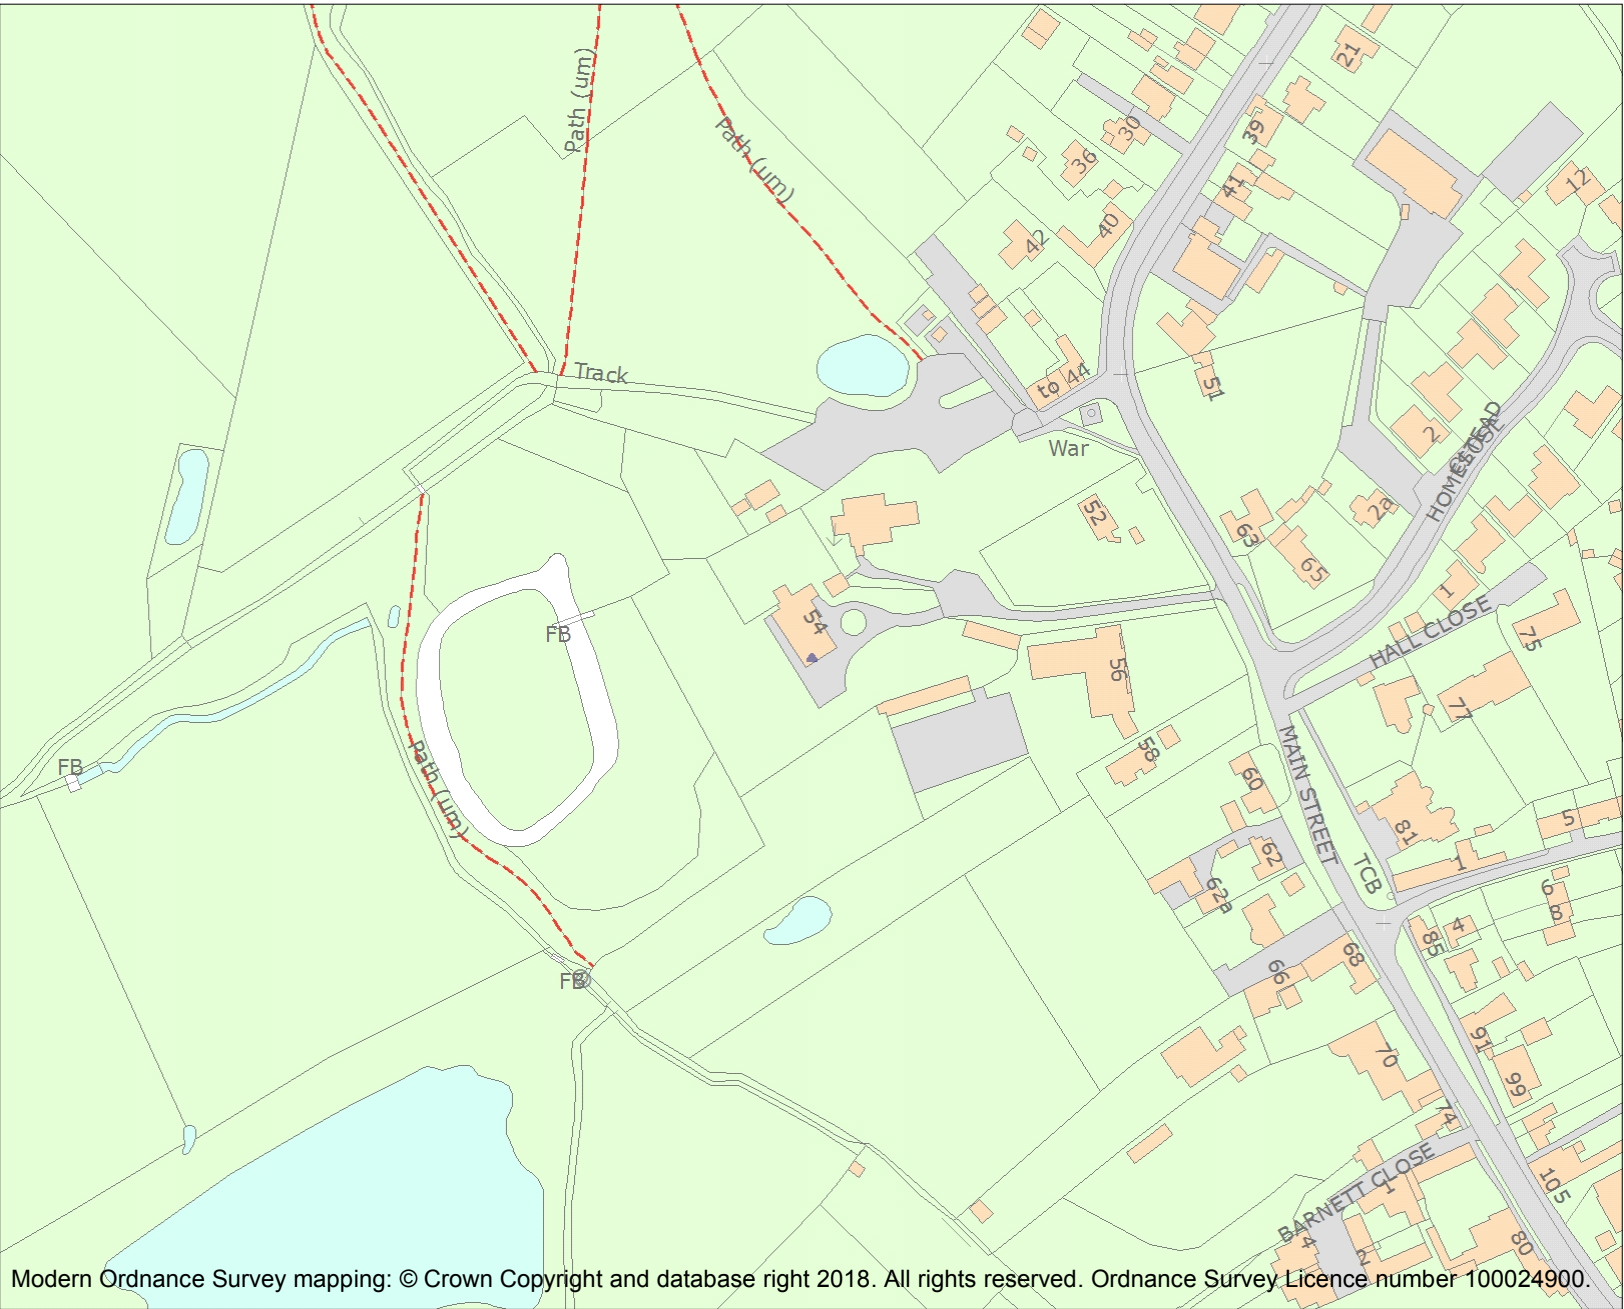 Path (um)
Path (um)
21
30
39
36
12
41
40
42
Track
to 44
51
War
2
HOMESTEAD
CLOSE
52
2a
63
65
1
HALL CLOSE
75
54
FB
56
77
58
MAIN STREET
FB
60
Path (um)
5
81
62
TCB
1
62a
6
8
4
85
68
66
FB
91
70
99
74
BARNETT CLOSE
1
105
4
2
80
Modern Ordnance Survey mapping: © Crown Copyright and database right 2018. All rights reserved. Ordnance Survey Licence number 100024900.